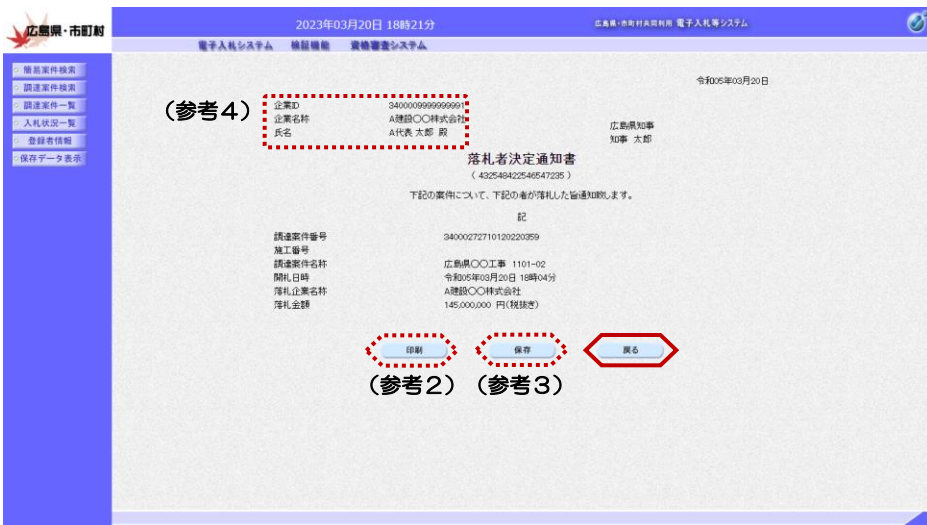 広島県・市町村
2023年03月20日 18時21分
広島県・市町村共同利用 電子入札等システム
電子入札システム 検証機能 資格審査システム
簡易案件検索
調達案件検索
調達案件一覧
入札状況一覧
登録者情報
保存データ表示
令和05年03月20日
(参考4)
企業ID 3400009999999991
企業名称 A建設〇〇株式会社
氏名 A代表 太郎 殿
広島県知事
知事 太郎
落札者決定通知書
( 432548422546547235 )
下記の案件について、下記の者が落札した旨通知致します。
記
調達案件番号 34000272710120220359
施工番号
調達案件名称 広島県〇〇工事 1101-02
開札日時 令和05年03月20日 18時04分
落札企業名称 A建設〇〇株式会社
落札金額 145,000,000 円(税抜き)
印刷 保存 戻る
(参考2) (参考3)